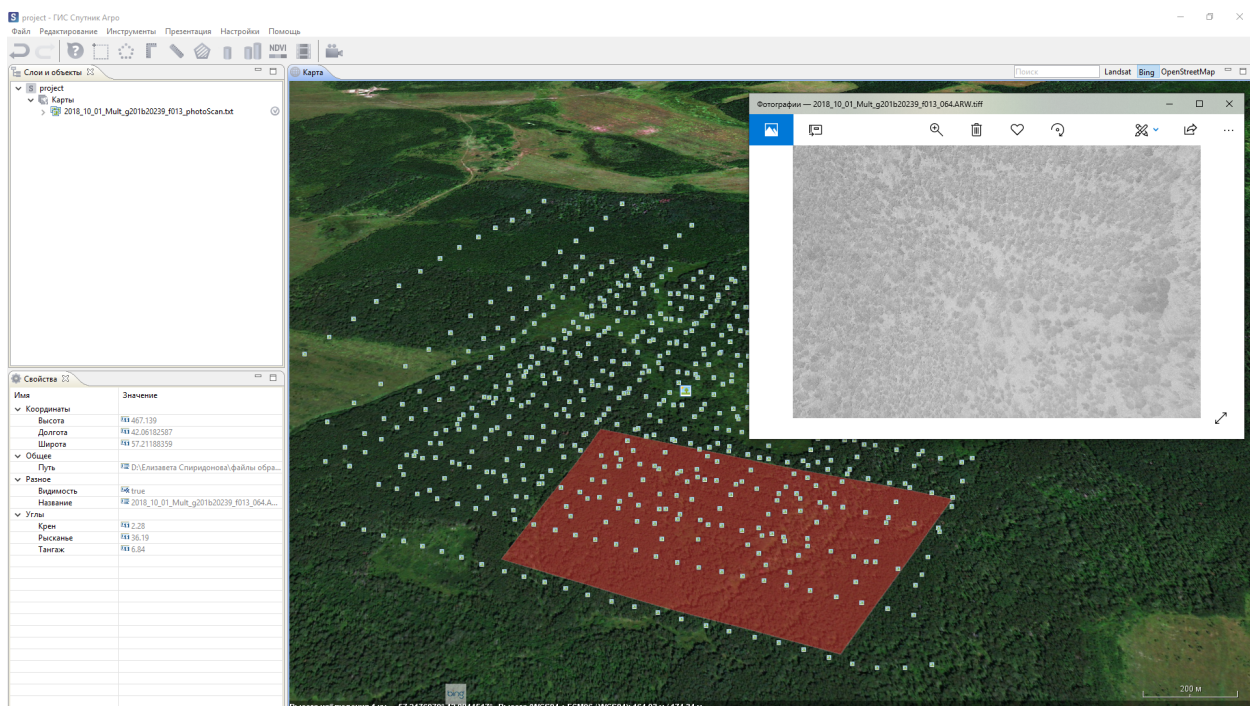 project - ГИС Спутник Агро
Файл Редактирование Инструменты Презентация Настройки Помощь
NDVI
Слои и объекты
Карта
Поиск
Landsat Bing OpenStreetMap
project
Карты
2018_10_01_Mult_g201b20239_f013_photoScan.txt
Фотографии — 2018_10_01_Mult_g201b20239_f013_064.ARW.tiff
Свойства
Имя Значение
Координаты
Высота 467.139
Долгота 42.06182587
Широта 57.21188359
Общее
Путь D:\Елизавета Спиридонова\файлы обра...
Разное
Видимость true
Название 2018_10_01_Mult_g201b20239_f013_064.A...
Углы
Крен 2.28
Рысканье 36.19
Тангаж 6.84
bing
200 м